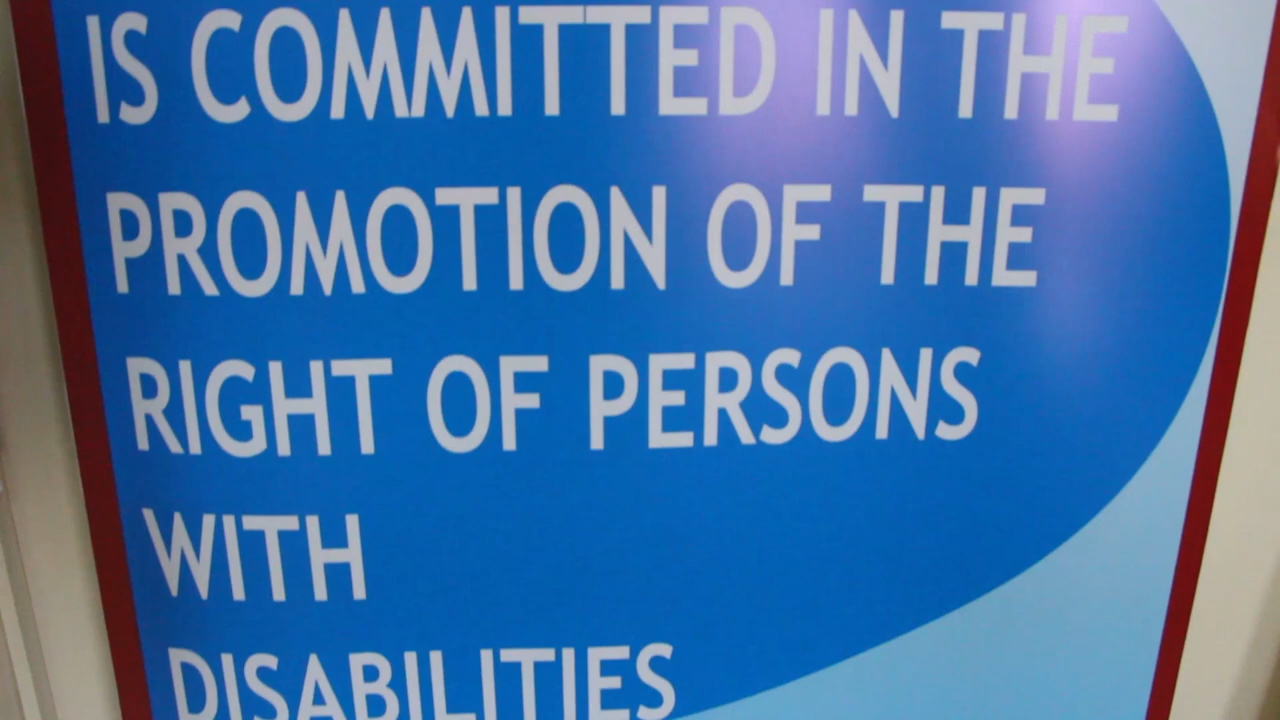 IS COMMITTED IN THE
PROMOTION OF THE
RIGHT OF PERSONS
WITH
DISABILITIES